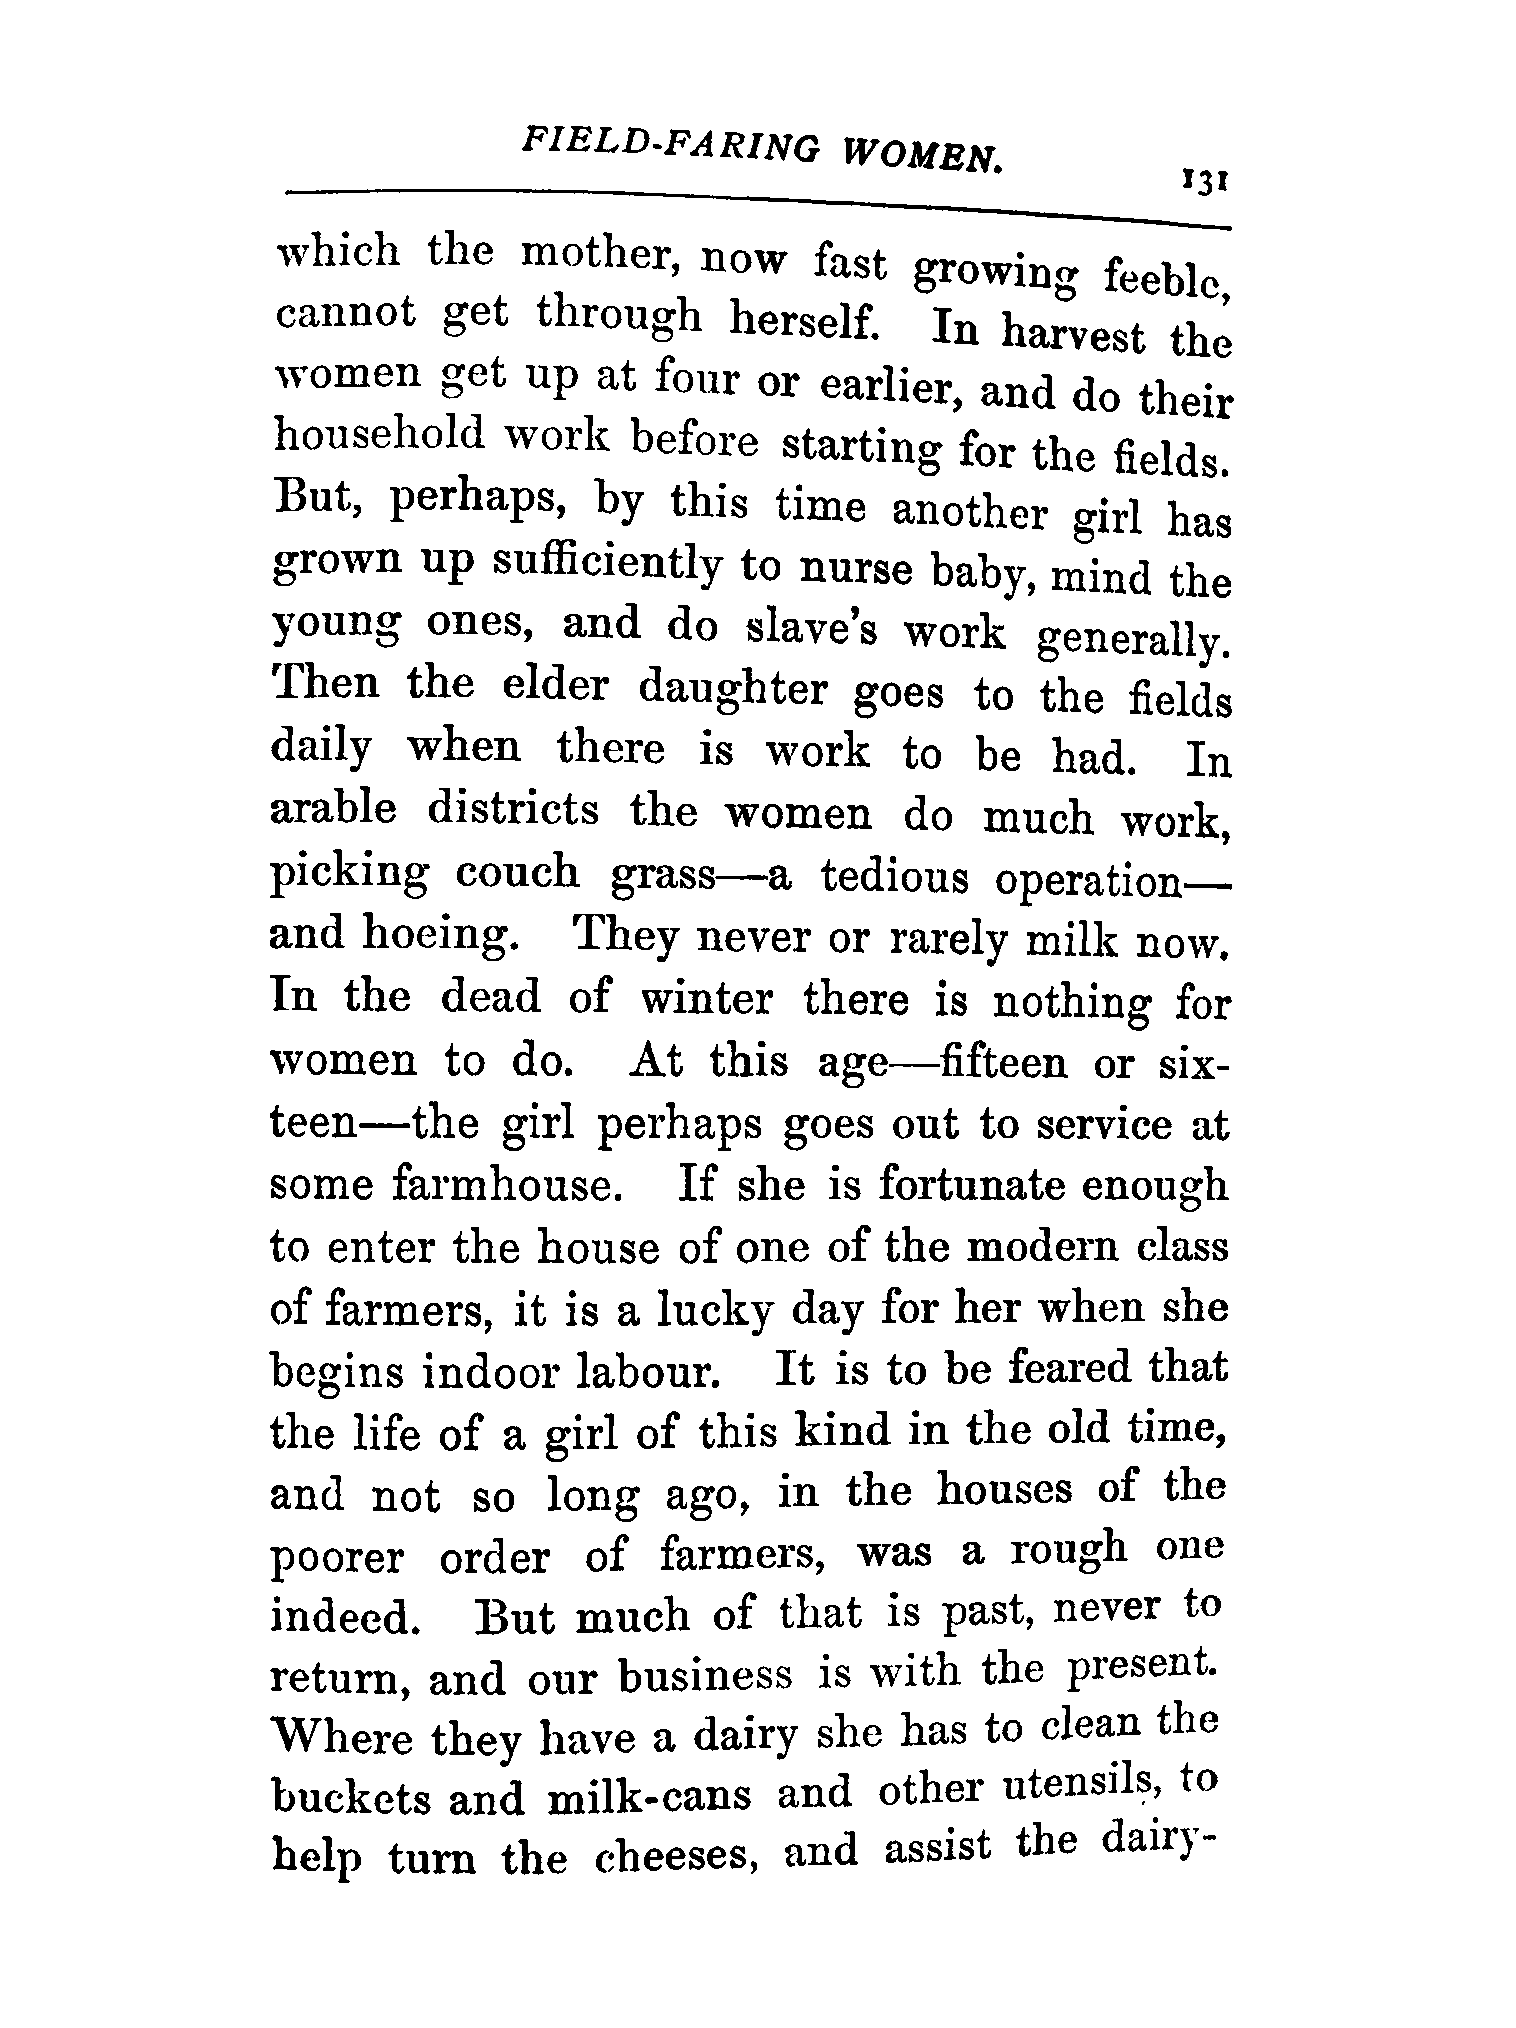 FIELD-FARING WOMEN. 131
which the mother, now fast growing feeble,
cannot get through herself. In harvest the
women get up at four or earlier, and do their
household work before starting for the fields.
But, perhaps, by this time another girl has
grown up sufficiently to nurse baby, mind the
young ones, and do slave's work generally.
Then the elder daughter goes to the fields
daily when there is work to be had. In
arable districts the women do much work,
picking couch grass—a tedious operation—
and hoeing. They never or rarely milk now.
In the dead of winter there is nothing for
women to do. At this age—fifteen or six-
teen—the girl perhaps goes out to service at
some farmhouse. If she is fortunate enough
to enter the house of one of the modern class
of farmers, it is a lucky day for her when she
begins indoor labour. It is to be feared that
the life of a girl of this kind in the old time,
and not so long ago, in the houses of the
poorer order of farmers, was a rough one
indeed. But much of that is past, never to
return, and our business is with the present.
Where they have a dairy she has to clean the
buckets and milk-cans and other utensils, to
help turn the cheeses, and assist the dairy-